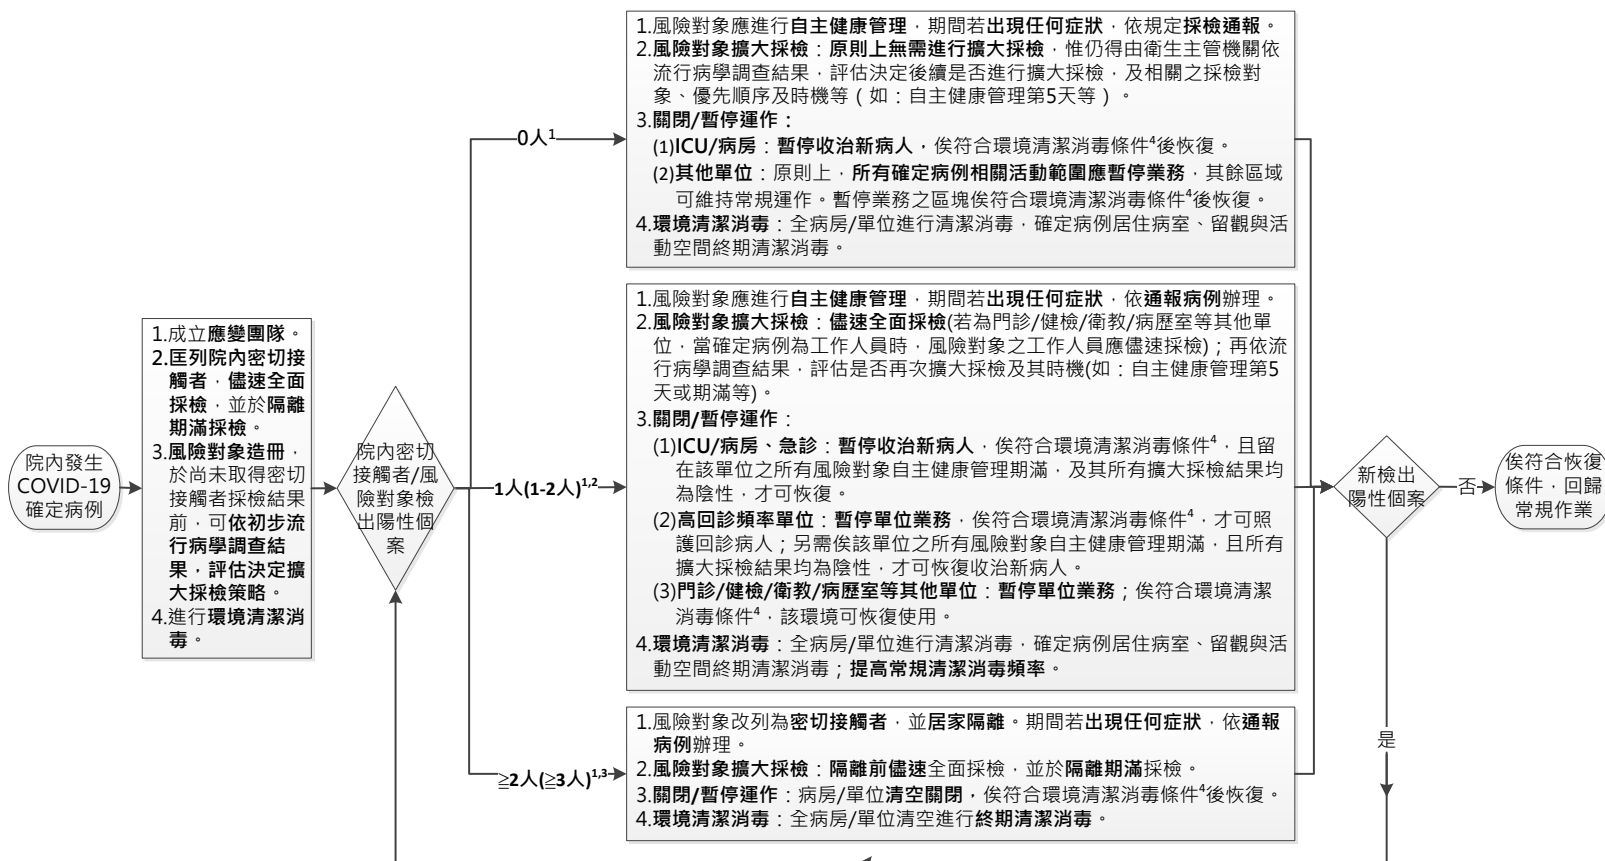 院內發生
COVID-19
確定病例
1.成立應變團隊。
2.匡列院內密切接
觸者，儘速全面
採檢，並於隔離
期滿採檢。
3.風險對象造冊，
於尚未取得密切
接觸者採檢結果
前，可依初步流
行病學調查結
果，評估決定擴
大採檢策略。
4.進行環境清潔消
毒。
院內密切
接觸者/風
險對象檢
出陽性個
案
0人¹
1.風險對象應進行自主健康管理，期間若出現任何症狀，依規定採檢通報。
2.風險對象擴大採檢：原則上無需進行擴大採檢，惟仍得由衛生主管機關依
流行病學調查結果，評估決定後續是否進行擴大採檢，及相關之採檢對
象、優先順序及時機等（如：自主健康管理第5天等）。
3.關閉/暫停運作：
(1)ICU/病房：暫停收治新病人，俟符合環境清潔消毒條件⁴後恢復。
(2)其他單位：原則上，所有確定病例相關活動範圍應暫停業務，其餘區域
可維持常規運作。暫停業務之區塊俟符合環境清潔消毒條件⁴後恢復。
4.環境清潔消毒：全病房/單位進行清潔消毒，確定病例居住病室、留觀與活
動空間終期清潔消毒。
1人(1-2人)¹,²
1.風險對象應進行自主健康管理，期間若出現任何症狀，依通報病例辦理。
2.風險對象擴大採檢：儘速全面採檢(若為門診/健檢/衛教/病歷室等其他單
位，當確定病例為工作人員時，風險對象之工作人員應儘速採檢)；再依流
行病學調查結果，評估是否再次擴大採檢及其時機(如：自主健康管理第5
天或期滿等)。
3.關閉/暫停運作：
(1)ICU/病房、急診：暫停收治新病人，俟符合環境清潔消毒條件⁴，且留
在該單位之所有風險對象自主健康管理期滿，及其所有擴大採檢結果均
為陰性，才可恢復。
(2)高回診頻率單位：暫停單位業務，俟符合環境清潔消毒條件⁴，才可照
護回診病人；另需俟該單位之所有風險對象自主健康管理期滿，且所有
擴大採檢結果均為陰性，才可恢復收治新病人。
(3)門診/健檢/衛教/病歷室等其他單位：暫停單位業務；俟符合環境清潔
消毒條件⁴，該環境可恢復使用。
4.環境清潔消毒：全病房/單位進行清潔消毒，確定病例居住病室、留觀與活
動空間終期清潔消毒；提高常規清潔消毒頻率。
≧2人(≧3人)¹,³
1.風險對象改列為密切接觸者，並居家隔離。期間若出現任何症狀，依通報
病例辦理。
2.風險對象擴大採檢：隔離前儘速全面採檢，並於隔離期滿採檢。
3.關閉/暫停運作：病房/單位清空關閉，俟符合環境清潔消毒條件⁴後恢復。
4.環境清潔消毒：全病房/單位清空進行終期清潔消毒。
新檢出
陽性個案
否
俟符合恢復
條件，回歸
常規作業
是